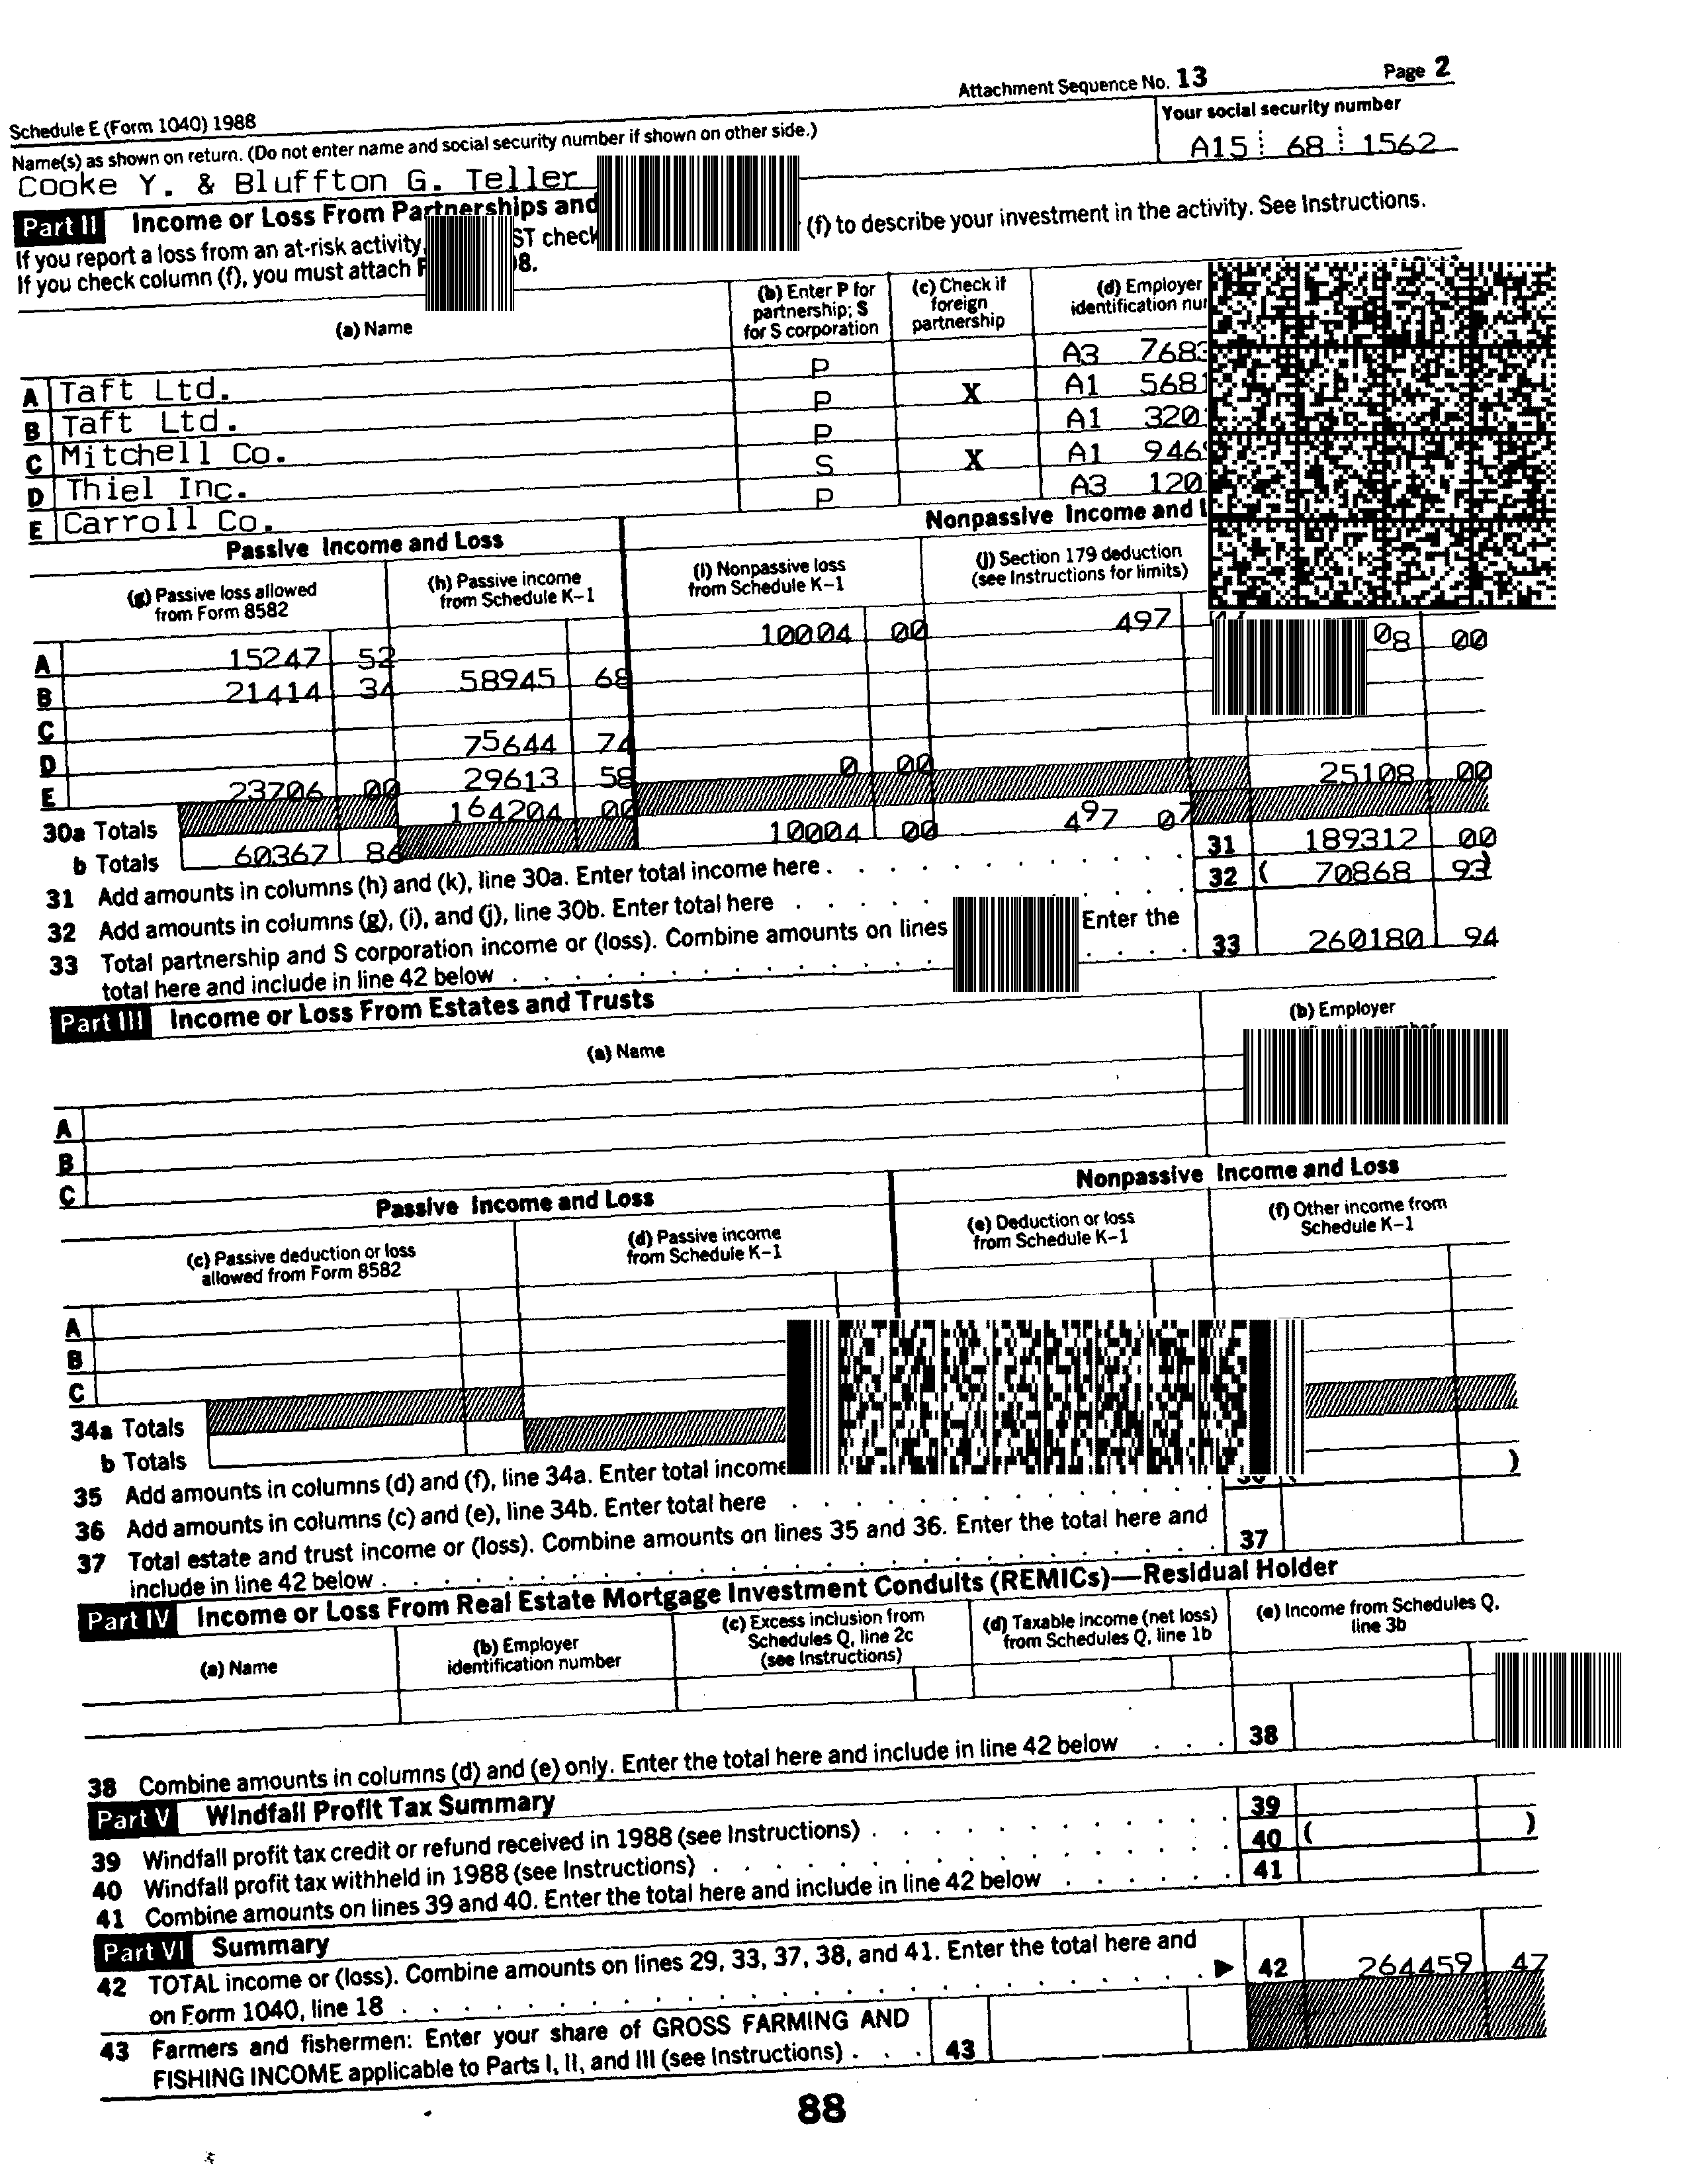 Attachment Sequence No. 13 Page 2
Schedule E (Form 1040) 1988
Name(s) as shown on return. (Do not enter name and social security number if shown on other side.)
Your social security number
Cooke Y. & Bluffton G. Teller
A15 68 1562
Part II Income or Loss From Partnerships and
If you report a loss from an at-risk activity, check (f) to describe your investment in the activity. See Instructions.
If you check column (f), you must attach
(a) Name
(b) Enter P for partnership; S for S corporation
(c) Check if foreign partnership
(d) Employer identification
A Taft Ltd. P A3
B Taft Ltd. P X A1
C Mitchell Co. P A1
D Thiel Inc. S X A1
E Carroll Co. P A3
Passive Income and Loss
Nonpassive Income and
(g) Passive loss allowed from Form 8582
(h) Passive income from Schedule K-1
(i) Nonpassive loss from Schedule K-1
(j) Section 179 deduction (see Instructions for limits)
A 15247 52 10004 00 497 08 00
B 21414 34 58945 68
C
D 75644 74
E 23706 00 29613 58 0 00
30a Totals 164204 00 25108 00
b Totals 60367 86 10004 00 497 07
31 Add amounts in columns (h) and (k), line 30a. Enter total income here 31 189312 00
32 Add amounts in columns (g), (i), and (j), line 30b. Enter total here 32 ( 70868 93 )
33 Total partnership and S corporation income or (loss). Combine amounts on lines Enter the
total here and include in line 42 below 33 260180 94
Part III Income or Loss From Estates and Trusts
(a) Name
(b) Employer
A
B
C
Passive Income and Loss
Nonpassive Income and Loss
(c) Passive deduction or loss allowed from Form 8582
(d) Passive income from Schedule K-1
(e) Deduction or loss from Schedule K-1
(f) Other income from Schedule K-1
A
B
C
34a Totals
b Totals
35 Add amounts in columns (d) and (f), line 34a. Enter total income
36 Add amounts in columns (c) and (e), line 34b. Enter total here )
37 Total estate and trust income or (loss). Combine amounts on lines 35 and 36. Enter the total here and
include in line 42 below 37
Part IV Income or Loss From Real Estate Mortgage Investment Conduits (REMICs)—Residual Holder
(a) Name
(b) Employer identification number
(c) Excess inclusion from Schedules Q, line 2c (see Instructions)
(d) Taxable income (net loss) from Schedules Q, line 1b
(e) Income from Schedules Q, line 3b
38 Combine amounts in columns (d) and (e) only. Enter the total here and include in line 42 below 38
Part V Windfall Profit Tax Summary
39 Windfall profit tax credit or refund received in 1988 (see Instructions) 39
40 Windfall profit tax withheld in 1988 (see Instructions) 40 ( )
41 Combine amounts on lines 39 and 40. Enter the total here and include in line 42 below 41
Part VI Summary
42 TOTAL income or (loss). Combine amounts on lines 29, 33, 37, 38, and 41. Enter the total here and
on Form 1040, line 18 42 264459 47
43 Farmers and fishermen: Enter your share of GROSS FARMING AND
FISHING INCOME applicable to Parts I, II, and III (see Instructions) 43
88